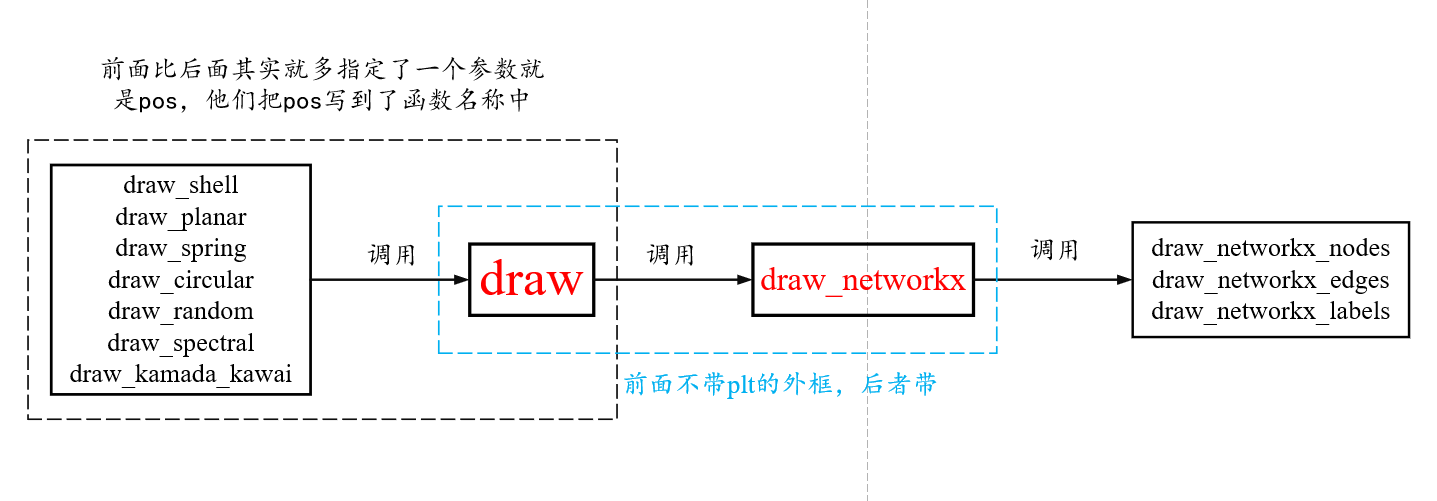 前面比后面其实就多指定了一个参数就
是pos，他们把pos写到了函数名称中
draw_shell
draw_planar
draw_spring
draw_circular
draw_random
draw_spectral
draw_kamada_kawai
调用
draw
调用
draw_networkx
调用
draw_networkx_nodes
draw_networkx_edges
draw_networkx_labels
前面不带plt的外框，后者带